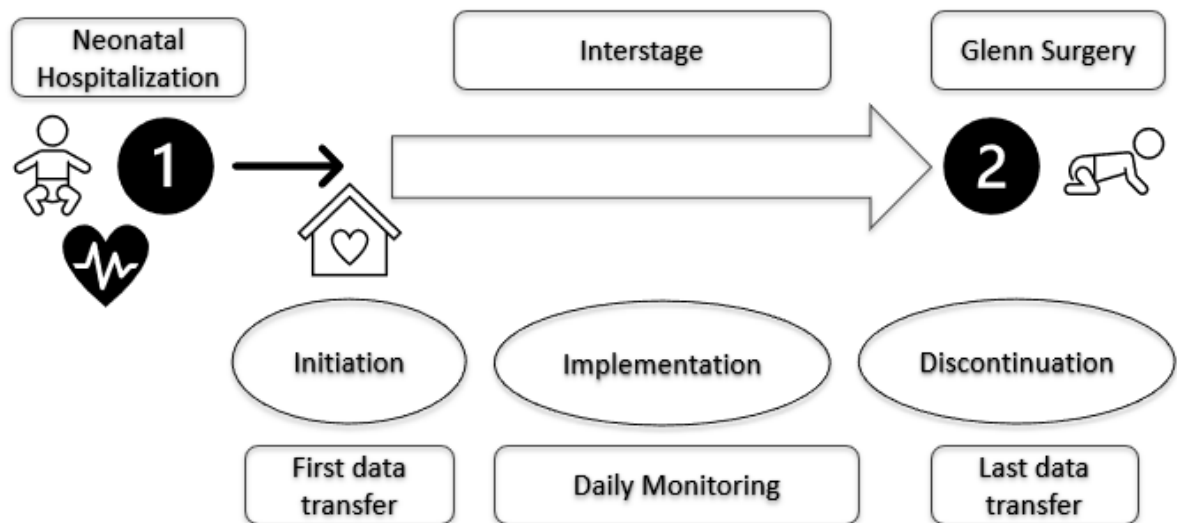 Neonatal
Hospitalization
Interstage
Glenn Surgery
1
2
Initiation
Implementation
Discontinuation
First data
transfer
Daily Monitoring
Last data
transfer